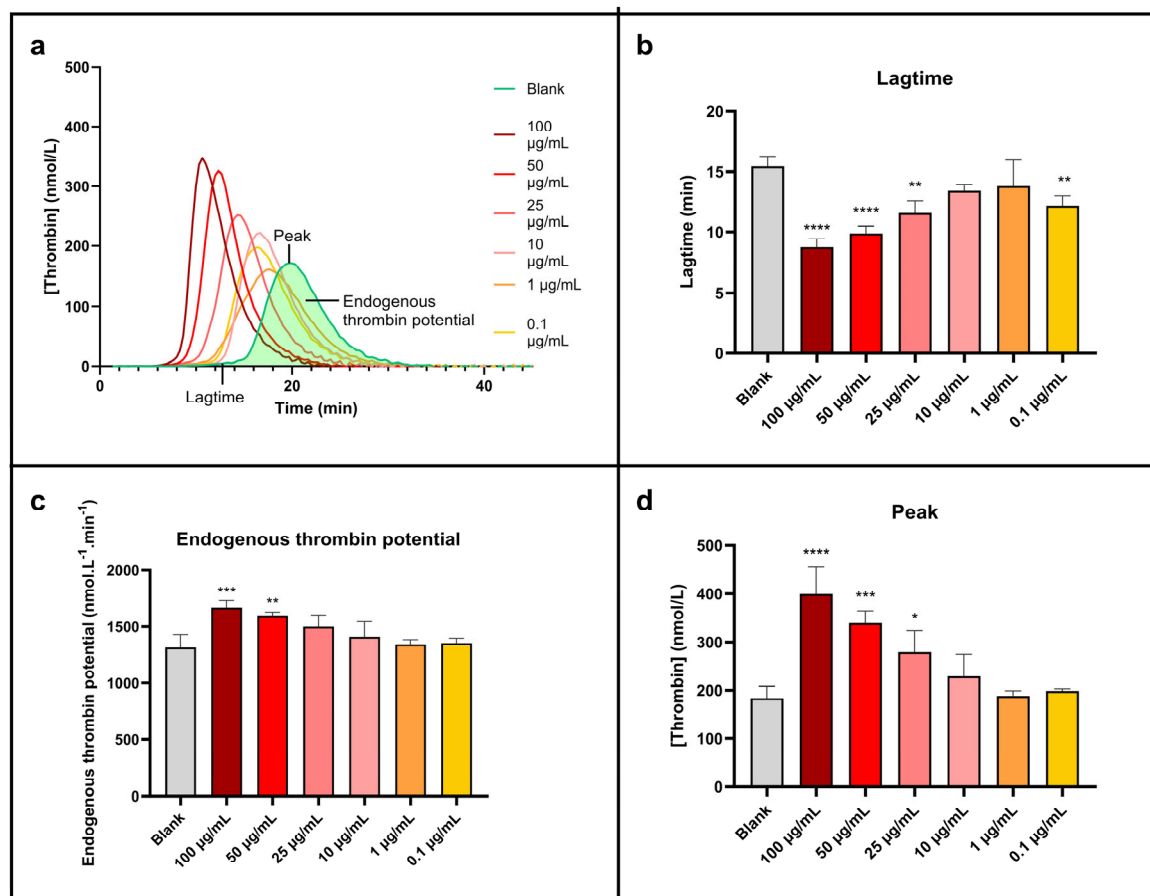 a
500
400
300
200
100
0
[Thrombin] (nmol/L)
0
20
40
Time (min)
Lagtime
Peak
Endogenous
thrombin potential
Blank
100
µg/mL
50
µg/mL
25
µg/mL
10
µg/mL
1 µg/mL
0.1
µg/mL
b
Lagtime
20
15
10
5
0
Lagtime (min)
****
****
**
**
Blank
100 µg/mL
50 µg/mL
25 µg/mL
10 µg/mL
1 µg/mL
0.1 µg/mL
c
Endogenous thrombin potential
2000
1500
1000
500
0
Endogenous thrombin potential (nmol.L⁻¹.min⁻¹)
***
**
Blank
100 µg/mL
50 µg/mL
25 µg/mL
10 µg/mL
1 µg/mL
0.1 µg/mL
d
Peak
500
400
300
200
100
0
[Thrombin] (nmol/L)
****
***
*
Blank
100 µg/mL
50 µg/mL
25 µg/mL
10 µg/mL
1 µg/mL
0.1 µg/mL